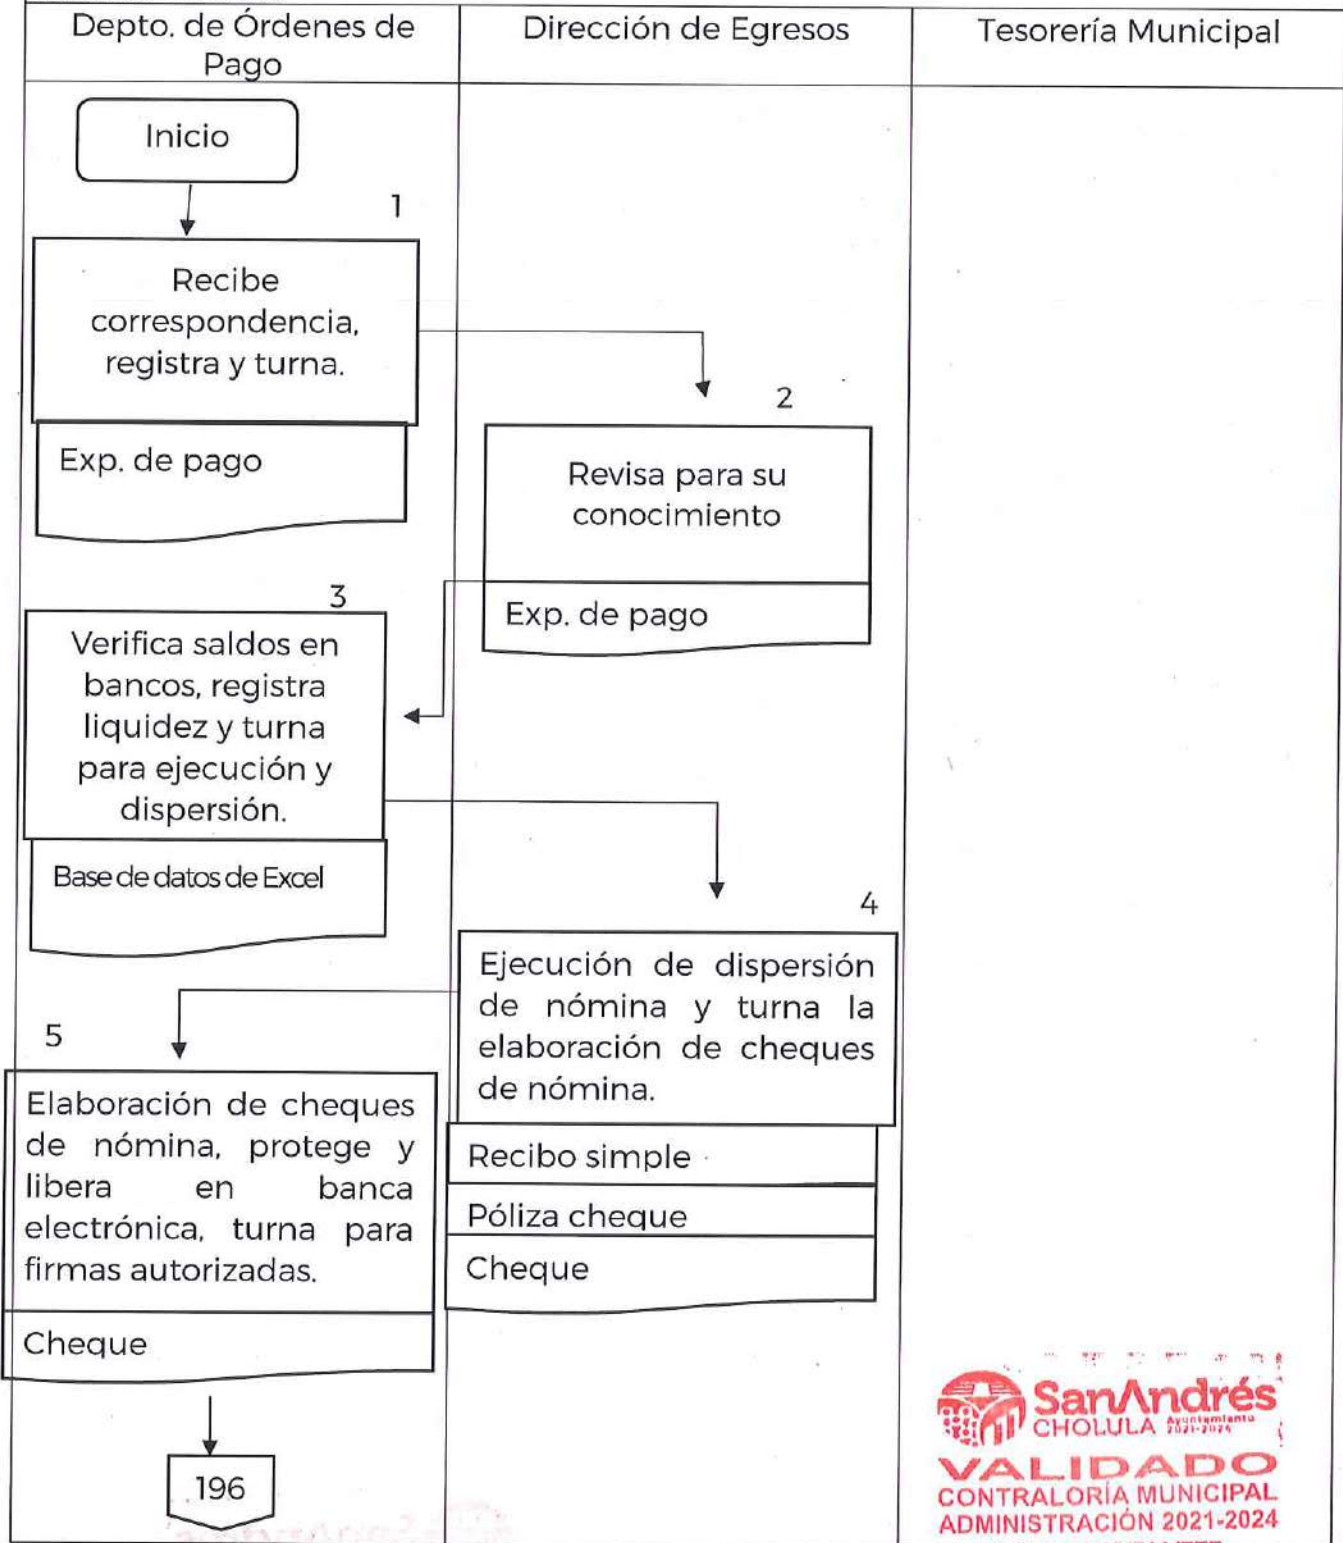 Depto. de Órdenes de
Pago
Dirección de Egresos
Tesorería Municipal
Inicio
1
Recibe
correspondencia,
registra y turna.
Exp. de pago
2
Revisa para su
conocimiento
Exp. de pago
3
Verifica saldos en
bancos, registra
liquidez y turna
para ejecución y
dispersión.
Base de datos de Excel
4
Ejecución de dispersión
de nómina y turna la
elaboración de cheques
de nómina.
Recibo simple
Póliza cheque
Cheque
5
Elaboración de cheques
de nómina, protege y
libera en banca
electrónica, turna para
firmas autorizadas.
Cheque
196
SanAndrés
CHOLULA Ayuntamiento
2021-2024
VALIDADO
CONTRALORÍA MUNICIPAL
ADMINISTRACIÓN 2021-2024